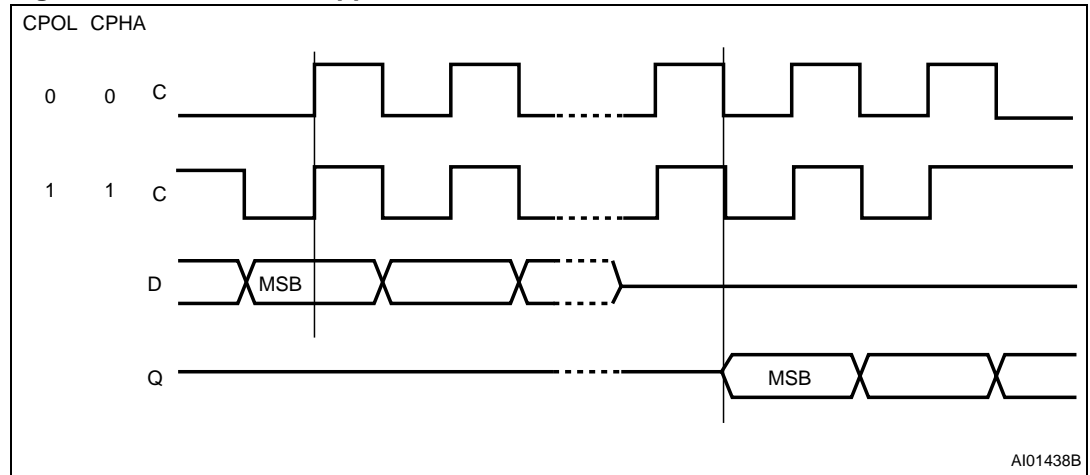 CPOL CPHA
0 0 C
1 1 C
D MSB
Q MSB
AI01438B